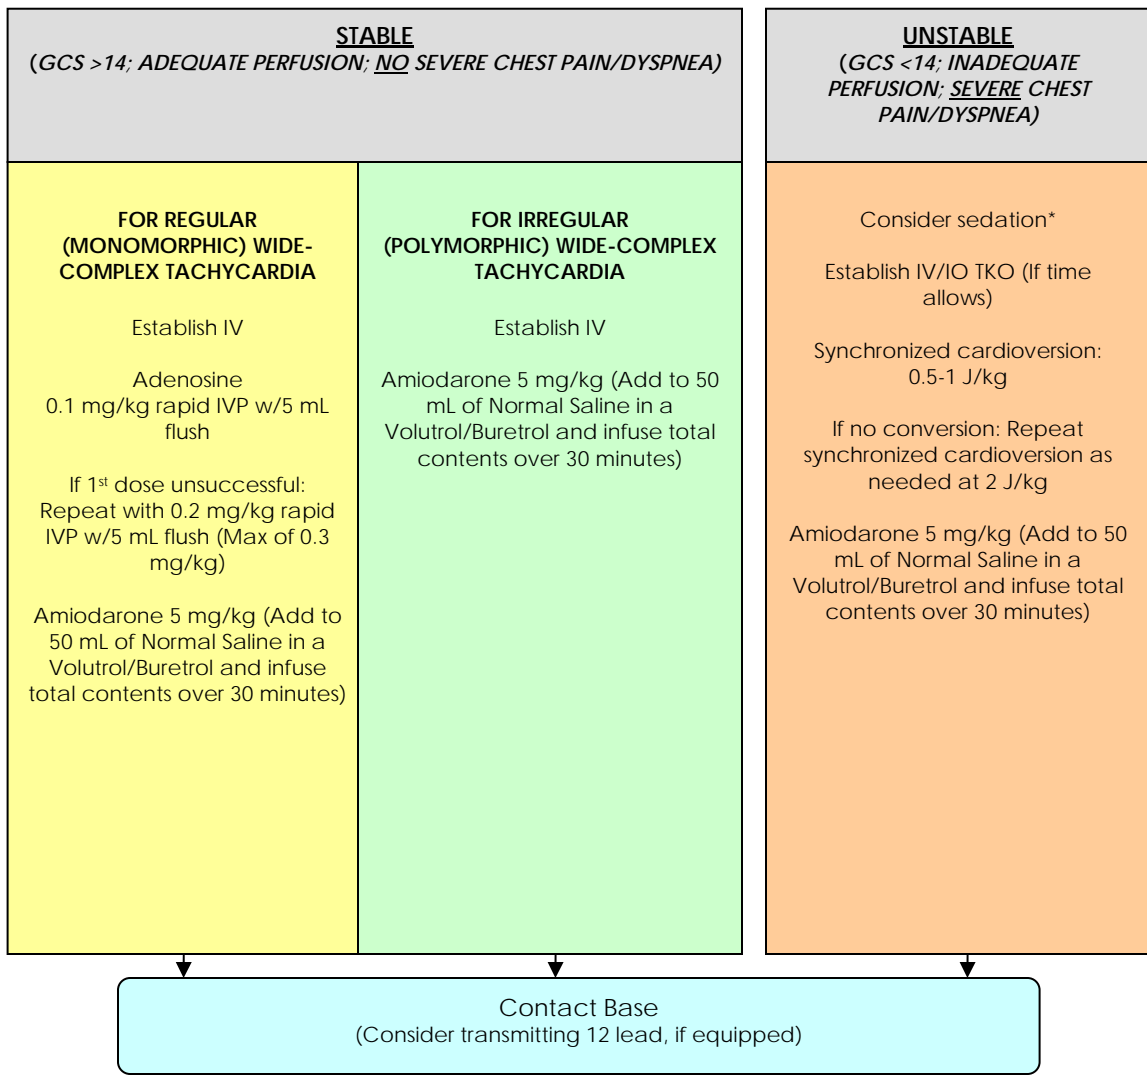 STABLE
(GCS >14; ADEQUATE PERFUSION; NO SEVERE CHEST PAIN/DYSPNEA)
UNSTABLE
(GCS <14; INADEQUATE
PERFUSION; SEVERE CHEST
PAIN/DYSPNEA)
FOR REGULAR
(MONOMORPHIC) WIDE-
COMPLEX TACHYCARDIA
Establish IV
Adenosine
0.1 mg/kg rapid IVP w/5 mL
flush
If 1st dose unsuccessful:
Repeat with 0.2 mg/kg rapid
IVP w/5 mL flush (Max of 0.3
mg/kg)
Amiodarone 5 mg/kg (Add to
50 mL of Normal Saline in a
Volutrol/Buretrol and infuse
total contents over 30 minutes)
FOR IRREGULAR
(POLYMORPHIC) WIDE-COMPLEX
TACHYCARDIA
Establish IV
Amiodarone 5 mg/kg (Add to 50
mL of Normal Saline in a
Volutrol/Buretrol and infuse total
contents over 30 minutes)
Consider sedation*
Establish IV/IO TKO (If time
allows)
Synchronized cardioversion:
0.5-1 J/kg
If no conversion: Repeat
synchronized cardioversion as
needed at 2 J/kg
Amiodarone 5 mg/kg (Add to 50
mL of Normal Saline in a
Volutrol/Buretrol and infuse total
contents over 30 minutes)
Contact Base
(Consider transmitting 12 lead, if equipped)